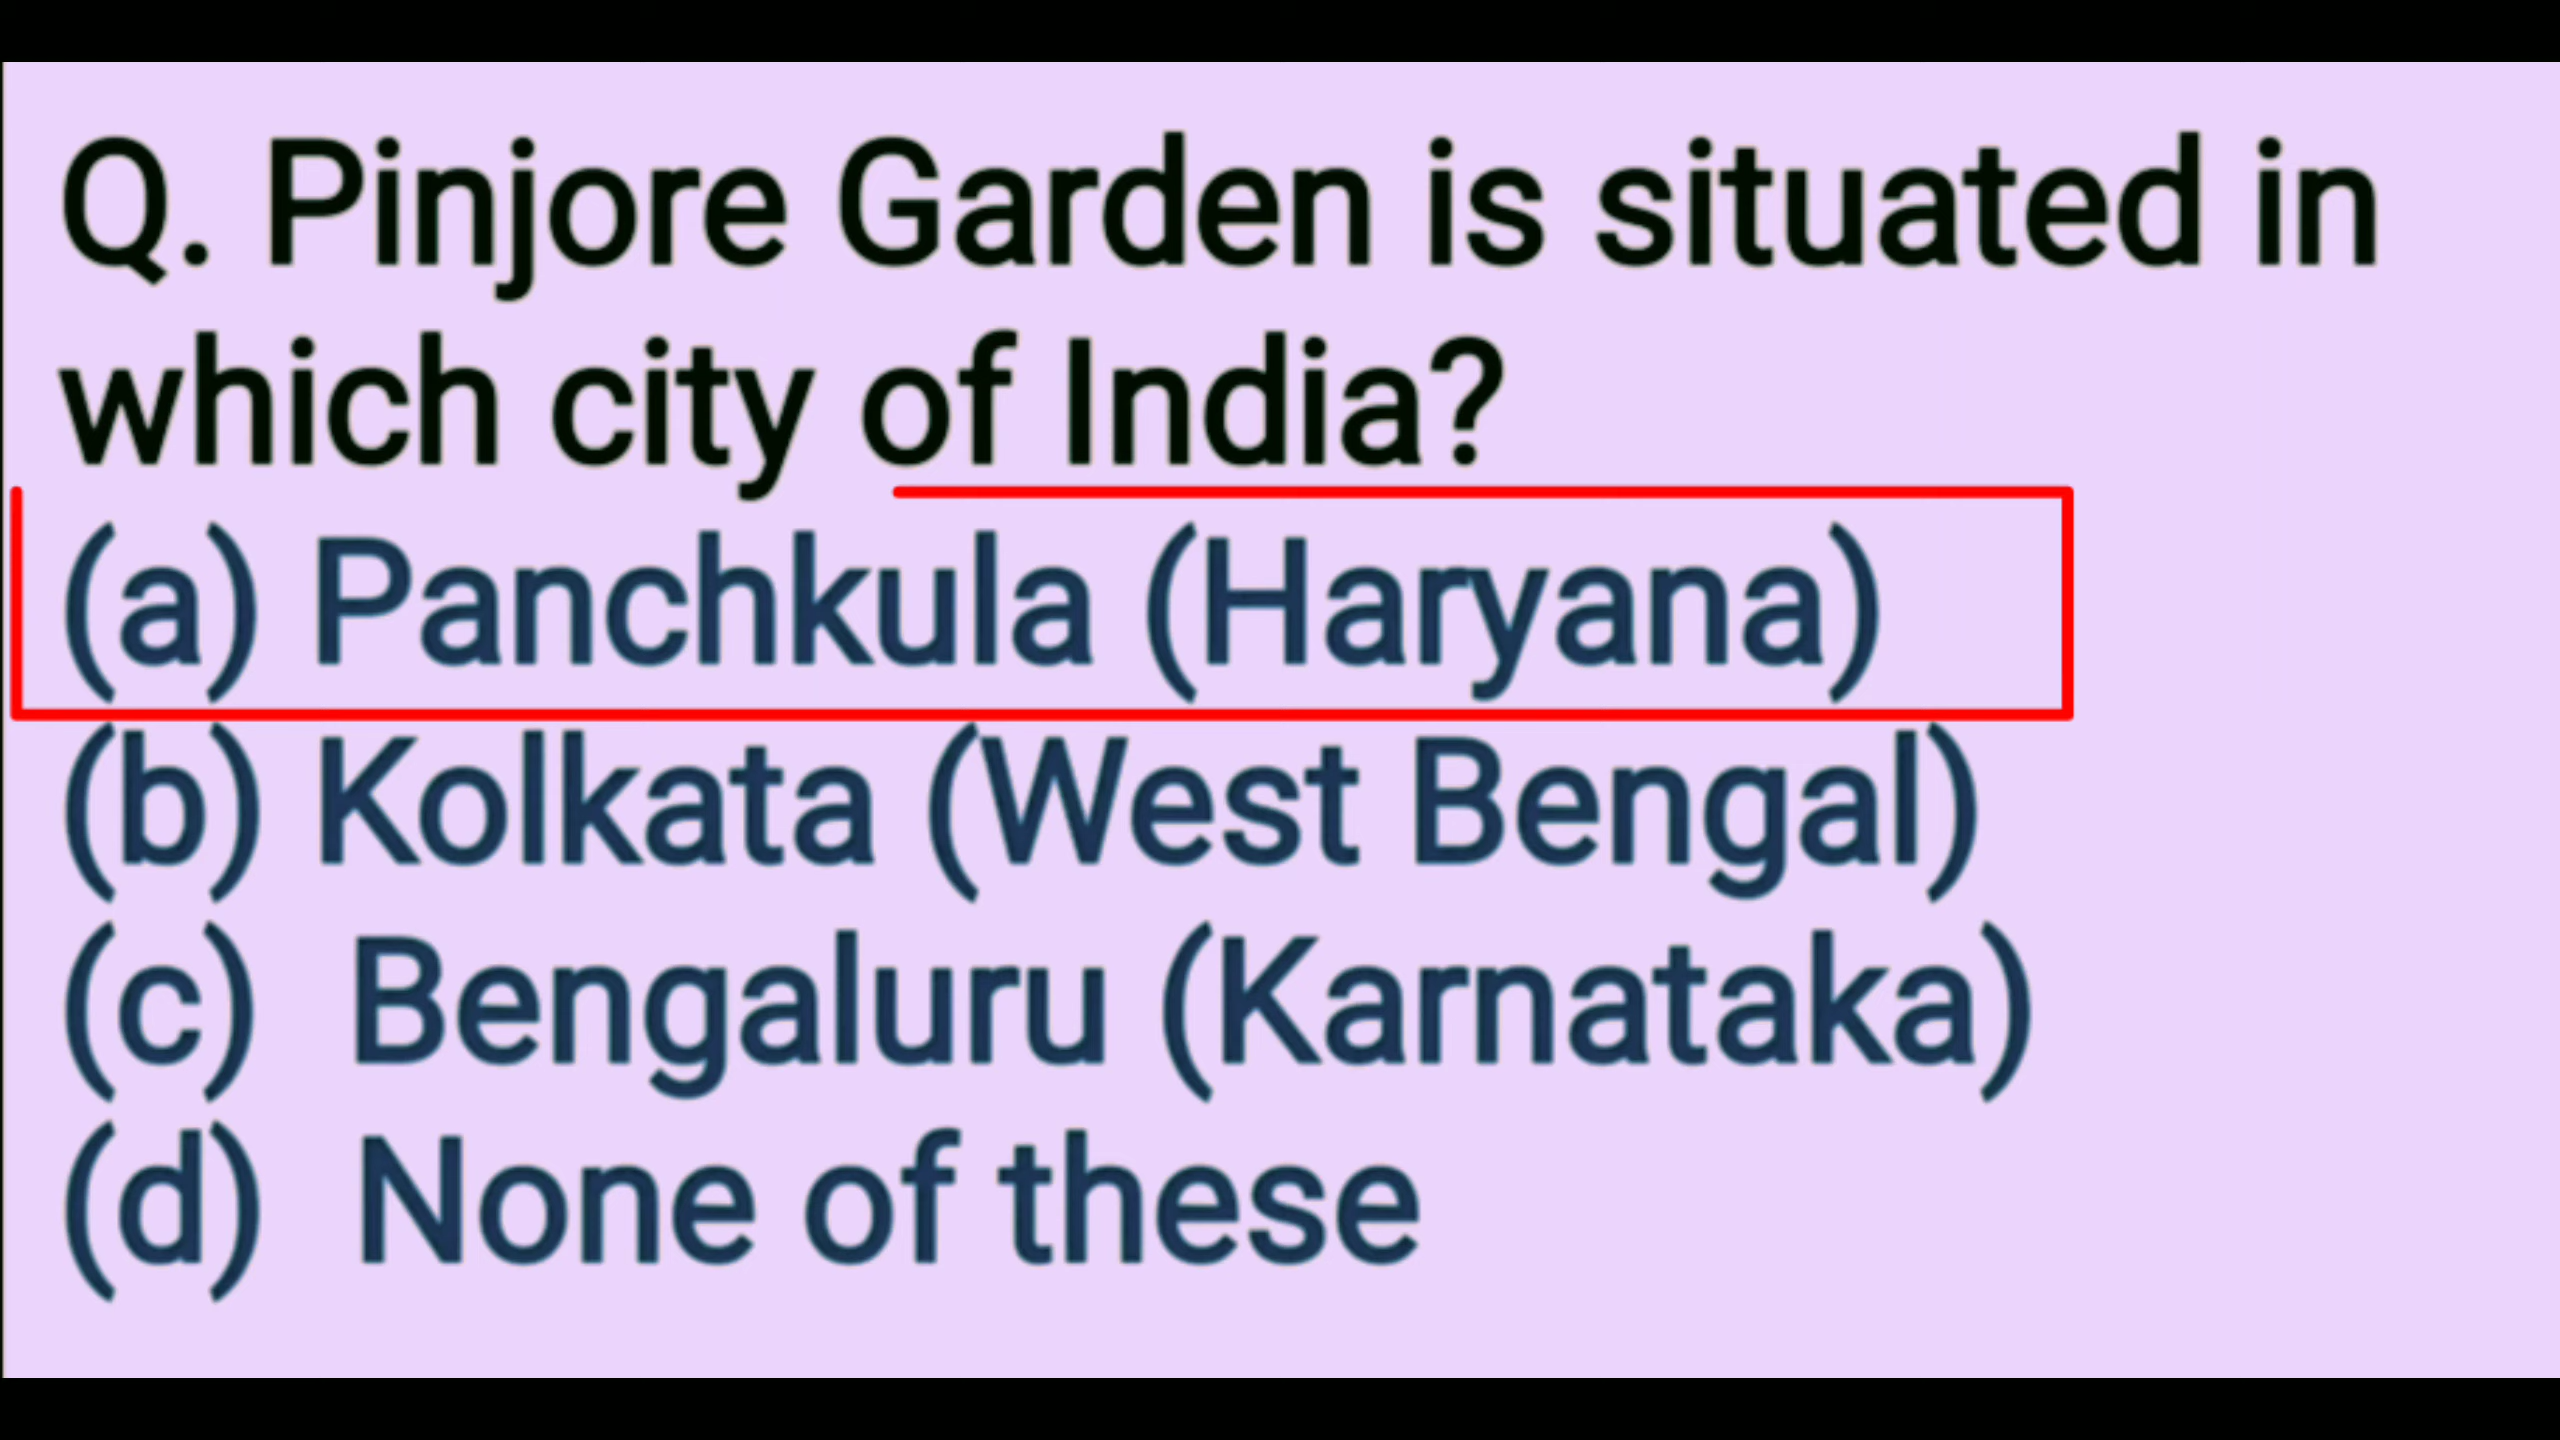 Q. Pinjore Garden is situated in
which city of India?
(a) Panchkula (Haryana)
(b) Kolkata (West Bengal)
(c) Bengaluru (Karnataka)
(d) None of these